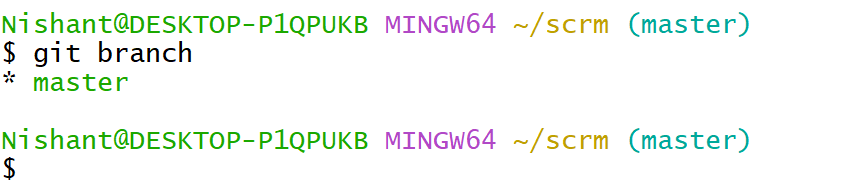 Nishant@DESKTOP-P1QPUKB MINGW64 ~/scrm (master)
$ git branch
* master
Nishant@DESKTOP-P1QPUKB MINGW64 ~/scrm (master)
$